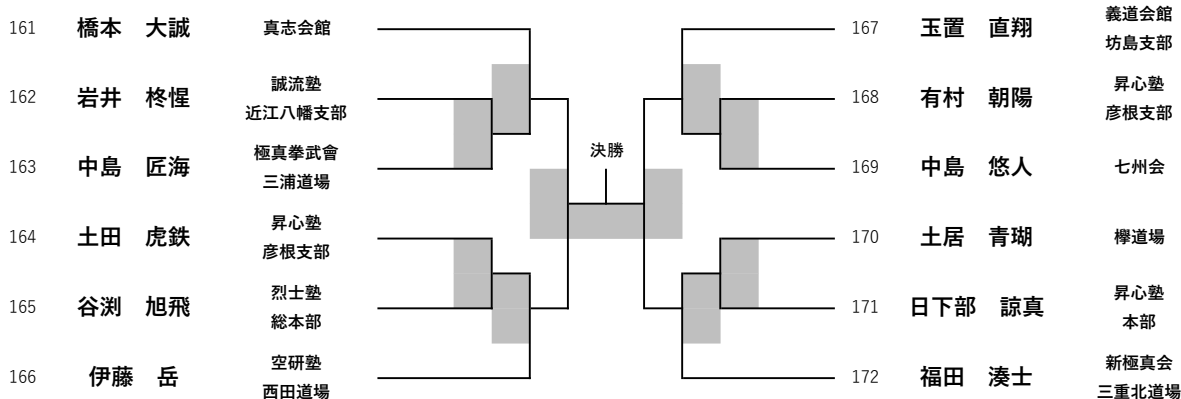 161 橋本 大誠 真志会館
162 岩井 柊惺 誠流塾
近江八幡支部
163 中島 匠海 極真拳武會
三浦道場
164 土田 虎鉄 昇心塾
彦根支部
165 谷渕 旭飛 烈士塾
総本部
166 伊藤 岳 空研塾
西田道場
決勝
167 玉置 直翔 義道会館
坊島支部
168 有村 朝陽 昇心塾
彦根支部
169 中島 悠人 七州会
170 土居 青瑚 欅道場
171 日下部 諒真 昇心塾
本部
172 福田 湊士 新極真会
三重北道場